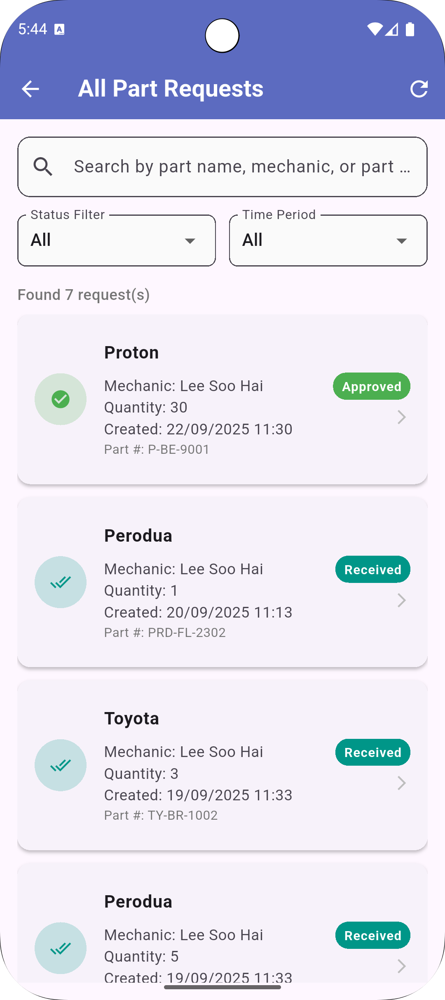 5:44
All Part Requests
Search by part name, mechanic, or part ...
Status Filter
All
Time Period
All
Found 7 request(s)
Proton
Mechanic: Lee Soo Hai
Quantity: 30
Created: 22/09/2025 11:30
Part #: P-BE-9001
Approved
Perodua
Mechanic: Lee Soo Hai
Quantity: 1
Created: 20/09/2025 11:13
Part #: PRD-FL-2302
Received
Toyota
Mechanic: Lee Soo Hai
Quantity: 3
Created: 19/09/2025 11:33
Part #: TY-BR-1002
Received
Perodua
Mechanic: Lee Soo Hai
Quantity: 5
Created: 19/09/2025 11:33
Received